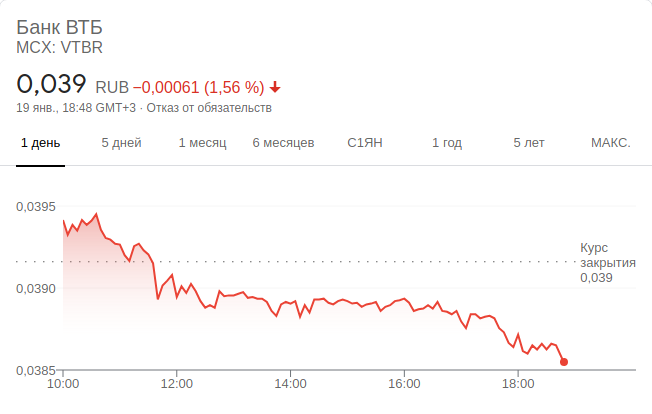 Банк ВТБ
MCX: VTBR
0,039 RUB −0,00061 (1,56 %)
19 янв., 18:48 GMT+3 · Отказ от обязательств
1 день 5 дней 1 месяц 6 месяцев С1ЯН 1 год 5 лет МАКС.
0,0395
Курс
закрытия
0,039
0,0390
0,0385
10:00 12:00 14:00 16:00 18:00